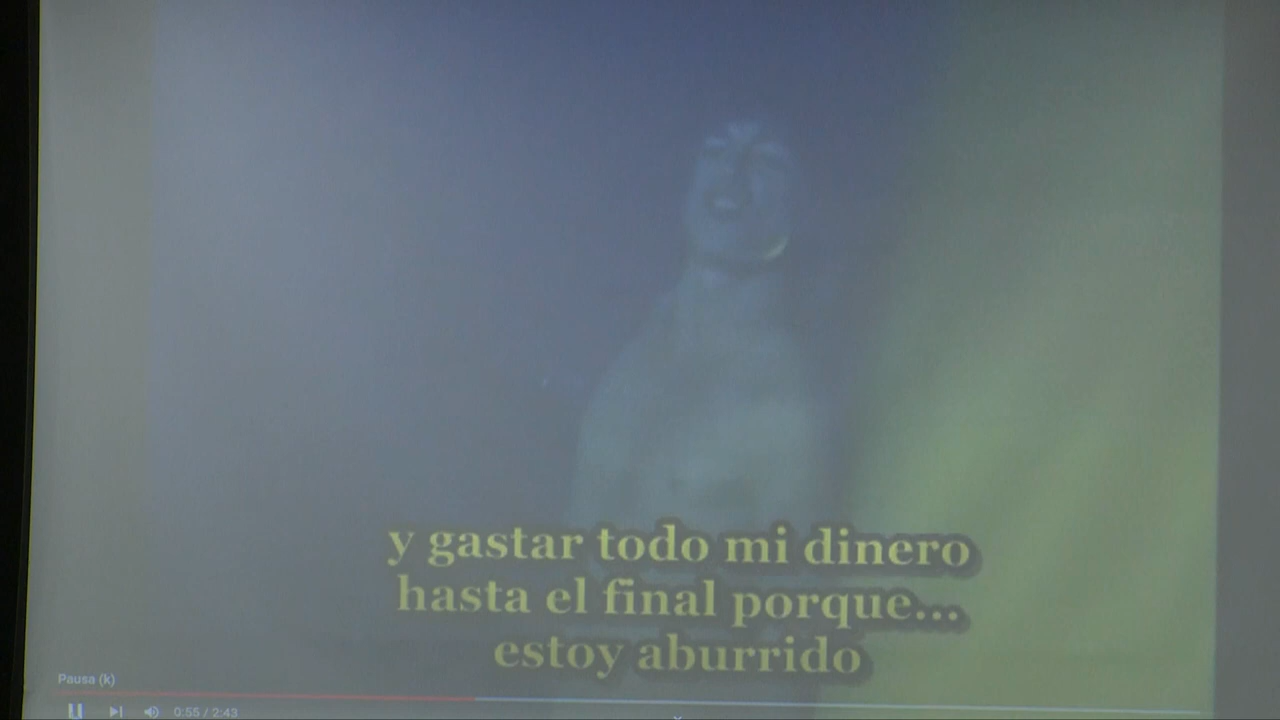 y gastar todo mi dinero
hasta el final porque...
estoy aburrido
Pausa (k)
0:55 / 2:43